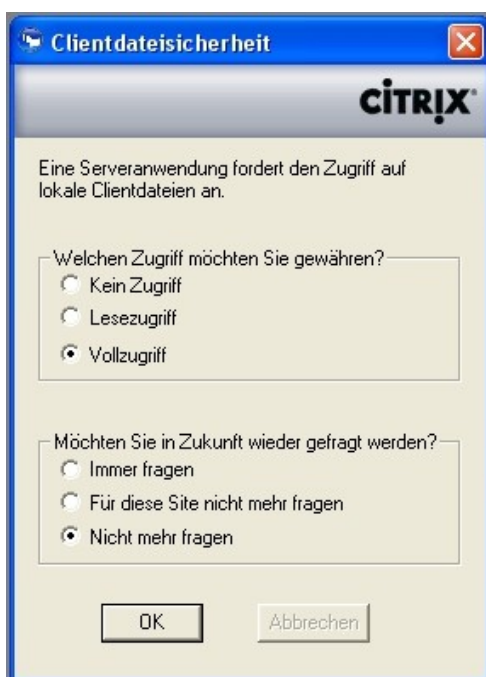 Clientdateisicherheit
CITRIX
Eine Serveranwendung fordert den Zugriff auf
lokale Clientdateien an.
Welchen Zugriff möchten Sie gewähren?
Kein Zugriff
Lesezugriff
Vollzugriff
Möchten Sie in Zukunft wieder gefragt werden?
Immer fragen
Für diese Site nicht mehr fragen
Nicht mehr fragen
OK
Abbrechen